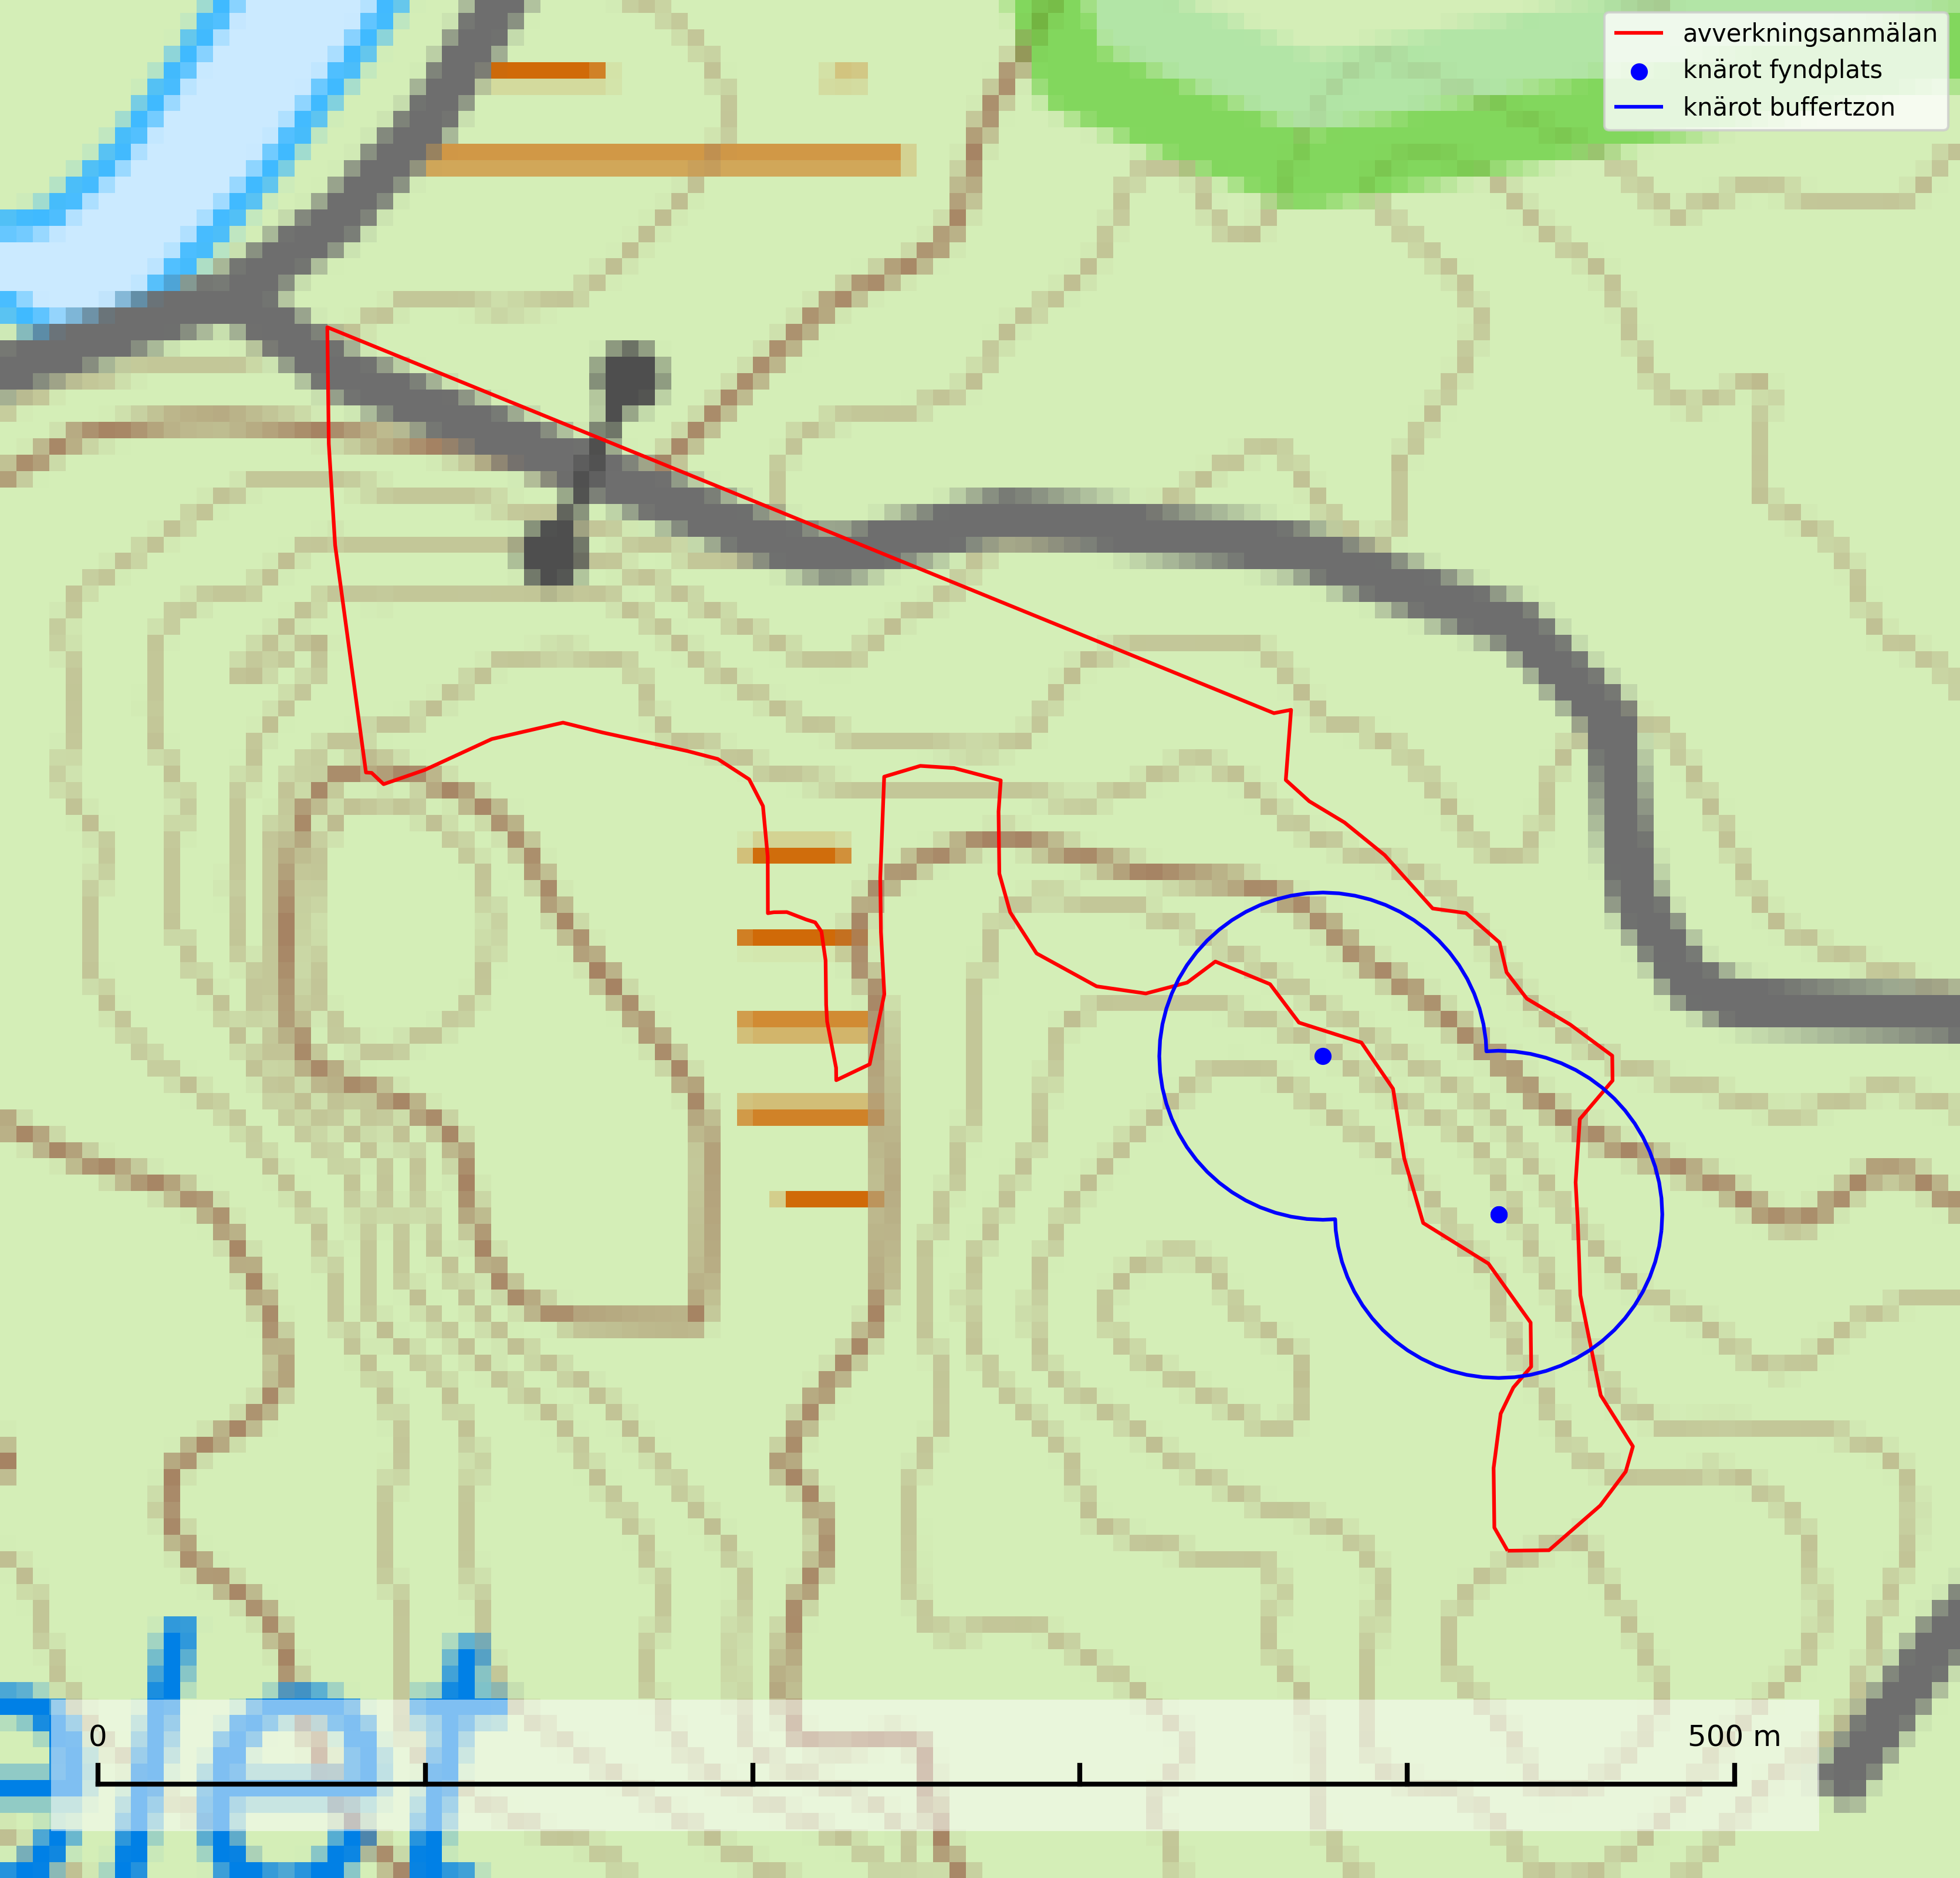 avverkningsanmälan
knärot fyndplats
knärot buffertzon
0
500 m